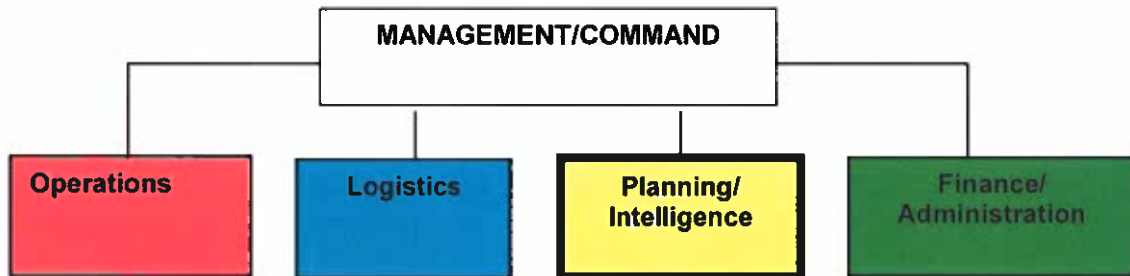 MANAGEMENT/COMMAND
Operations
Logistics
Planning/
Intelligence
Finance/
Administration